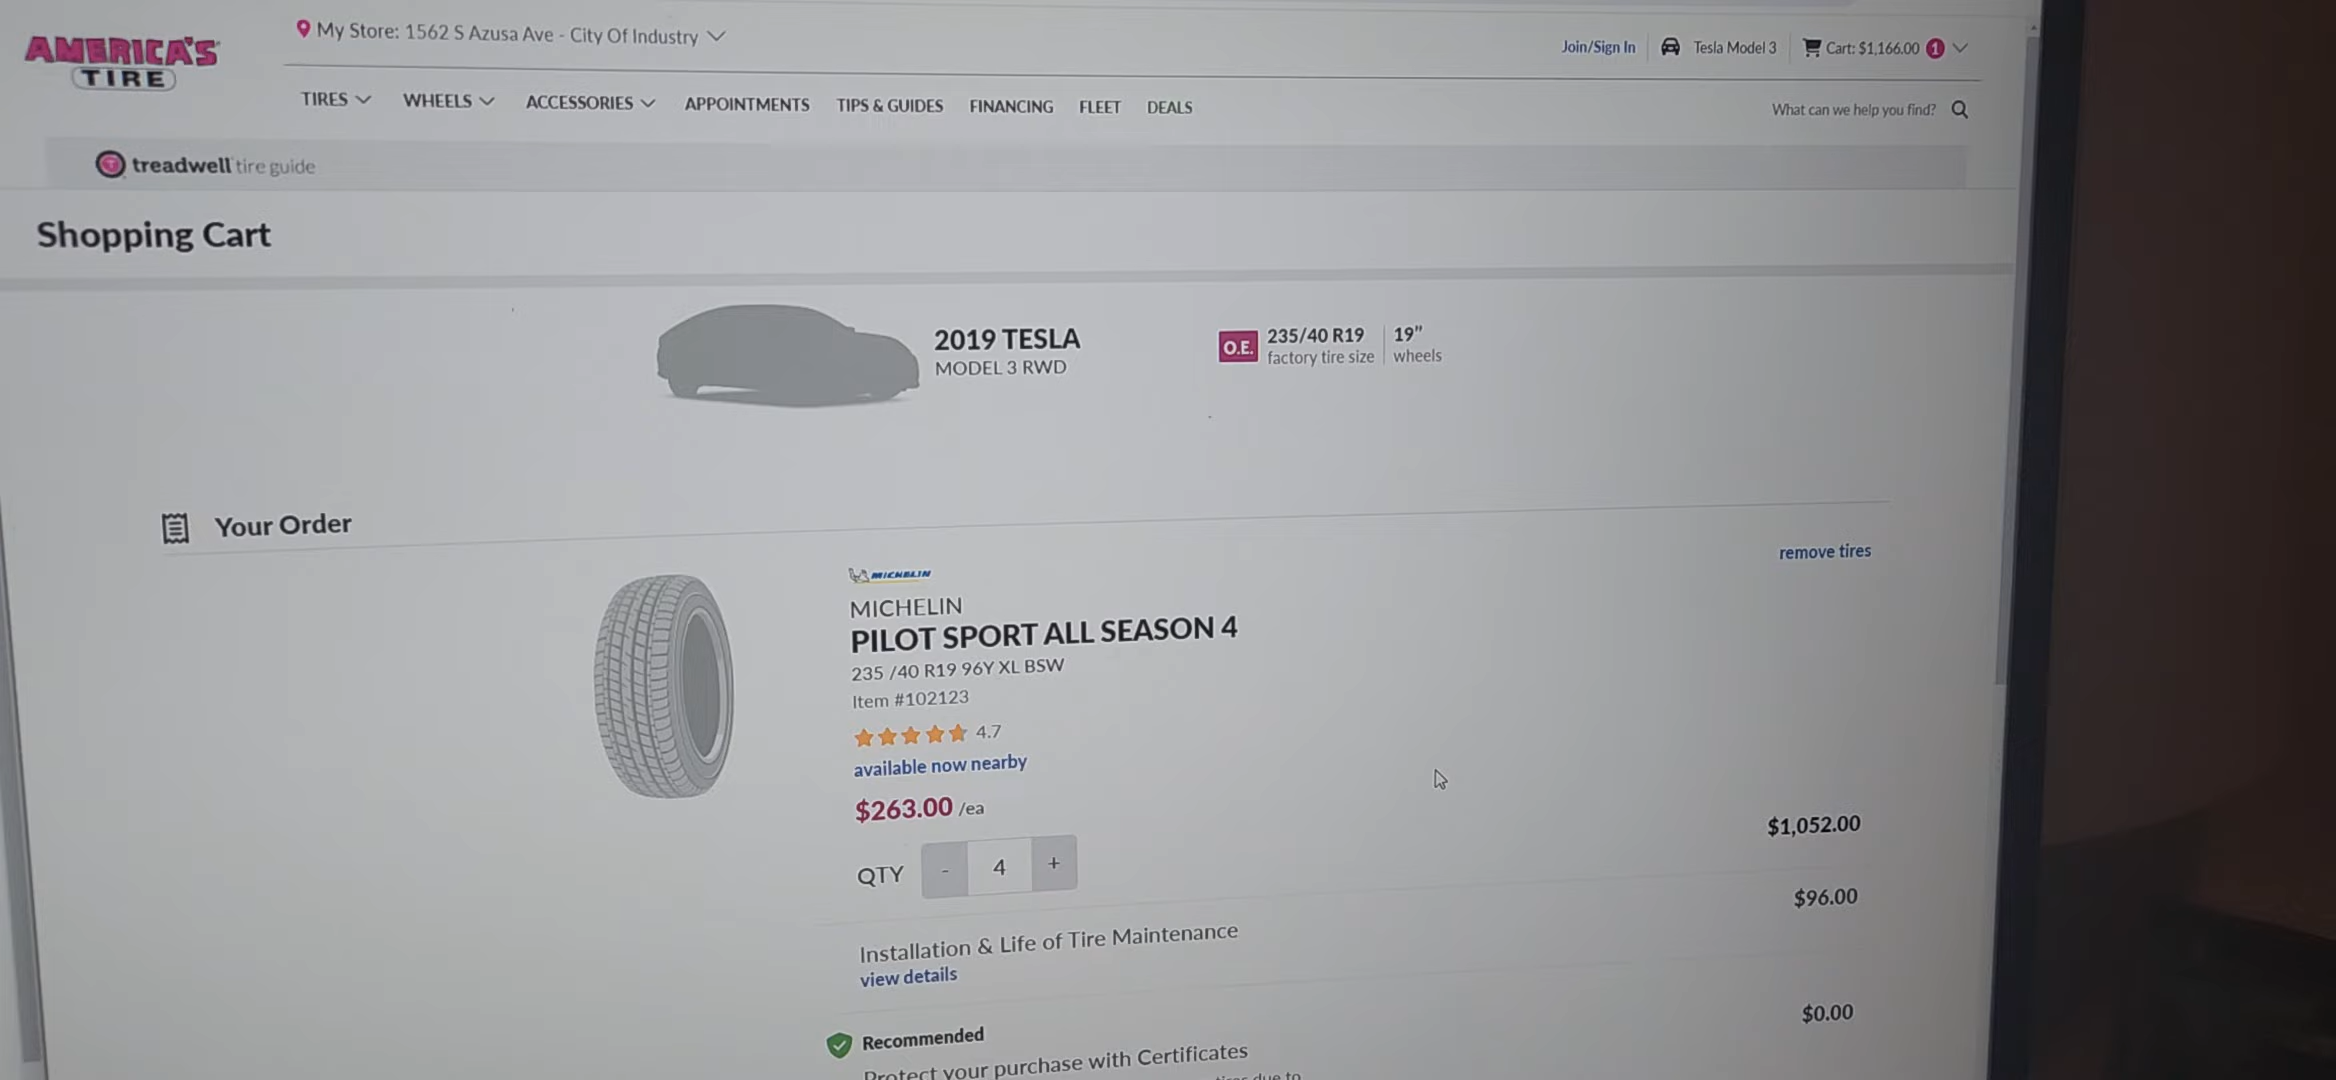 AMERICA'S
TIRE
My Store: 1562 S Azusa Ave - City Of Industry
Join/Sign In
Tesla Model 3
Cart: $1,166.00 1
TIRES
WHEELS
ACCESSORIES
APPOINTMENTS
TIPS & GUIDES
FINANCING
FLEET
DEALS
What can we help you find?
treadwell tire guide
Shopping Cart
2019 TESLA
MODEL 3 RWD
O.E.
235/40 R19
factory tire size
19"
wheels
Your Order
remove tires
MICHELIN
MICHELIN
PILOT SPORT ALL SEASON 4
235 /40 R19 96Y XL BSW
Item #102123
4.7
available now nearby
$263.00 /ea
$1,052.00
QTY - 4 +
$96.00
Installation & Life of Tire Maintenance
view details
$0.00
Recommended
Protect your purchase with Certificates
due to